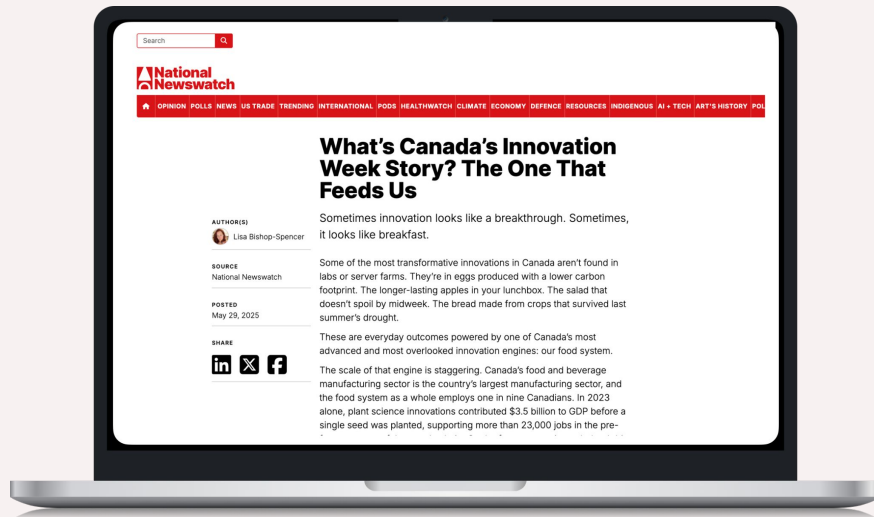 Search
National
Newswatch
OPINION POLLS NEWS US TRADE TRENDING INTERNATIONAL PODS HEALTHWATCH CLIMATE ECONOMY DEFENCE RESOURCES INDIGENOUS AI + TECH ART'S HISTORY POL
What's Canada's Innovation
Week Story? The One That
Feeds Us
AUTHOR(S)
Lisa Bishop-Spencer
SOURCE
National Newswatch
POSTED
May 29, 2025
SHARE
in X f
Sometimes innovation looks like a breakthrough. Sometimes,
it looks like breakfast.
Some of the most transformative innovations in Canada aren't found in
labs or server farms. They're in eggs produced with a lower carbon
footprint. The longer-lasting apples in your lunchbox. The salad that
doesn't spoil by midweek. The bread made from crops that survived last
summer's drought.
These are everyday outcomes powered by one of Canada's most
advanced and most overlooked innovation engines: our food system.
The scale of that engine is staggering. Canada's food and beverage
manufacturing sector is the country's largest manufacturing sector, and
the food system as a whole employs one in nine Canadians. In 2023
alone, plant science innovations contributed $3.5 billion to GDP before a
single seed was planted, supporting more than 23,000 jobs in the pre-